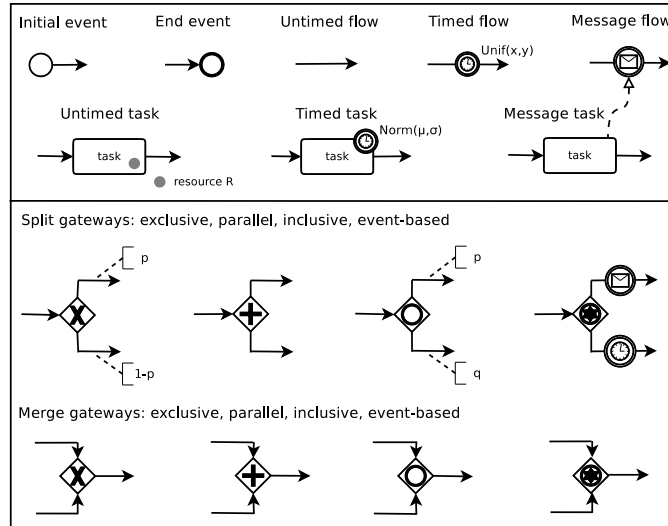 Initial event
End event
Untimed flow
Timed flow
Message flow
Unif(x,y)
Untimed task
Timed task
Message task
Norm(μ,σ)
task
task
task
resource R
Split gateways: exclusive, parallel, inclusive, event-based
p
p
X
1-p
q
Merge gateways: exclusive, parallel, inclusive, event-based
X